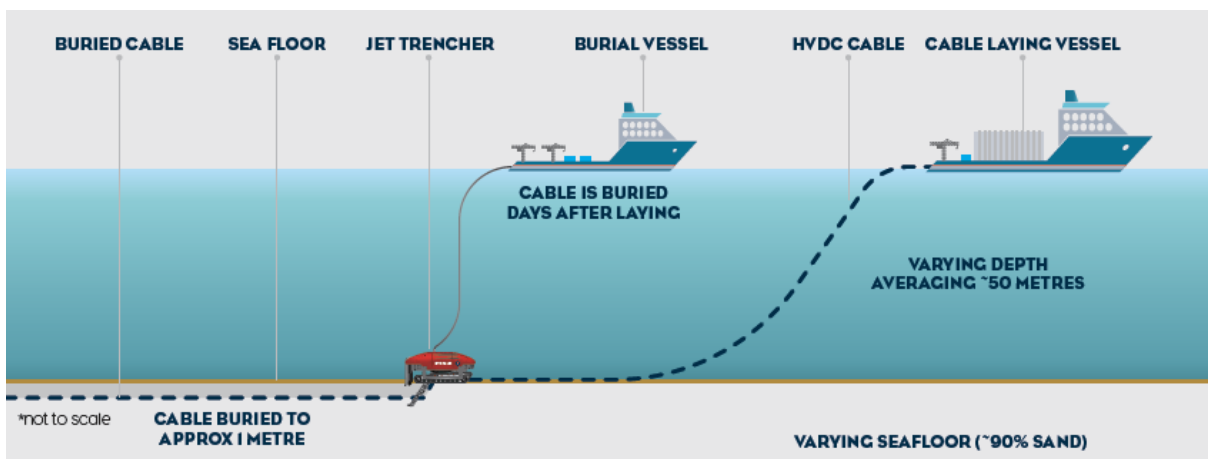 BURIED CABLE
SEA FLOOR
JET TRENCHER
BURIAL VESSEL
HVDC CABLE
CABLE LAYING VESSEL
CABLE IS BURIED
DAYS AFTER LAYING
VARYING DEPTH
AVERAGING ~50 METRES
*not to scale
CABLE BURIED TO
APPROX 1 METRE
VARYING SEAFLOOR (~90% SAND)